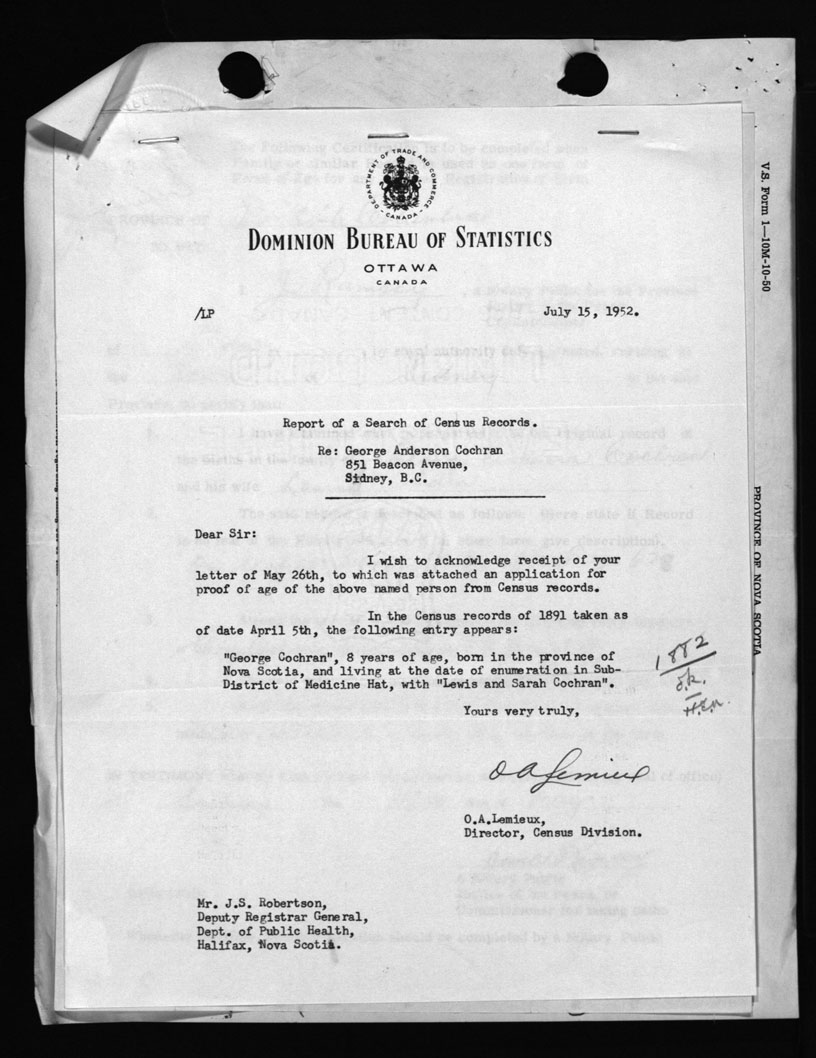 DEPARTMENT OF TRADE AND COMMERCE
CANADA
DOMINION BUREAU OF STATISTICS
OTTAWA
CANADA
/LP
July 15, 1952.
Report of a Search of Census Records.
Re: George Anderson Cochran
851 Beacon Avenue,
Sidney, B.C.
Dear Sir:
I wish to acknowledge receipt of your
letter of May 26th, to which was attached an application for
proof of age of the above named person from Census records.
In the Census records of 1891 taken as
of date April 5th, the following entry appears:
"George Cochran", 8 years of age, born in the province of
Nova Scotia, and living at the date of enumeration in Sub-
District of Medicine Hat, with "Lewis and Sarah Cochran".
1882
o.k.
Yours very truly,
O A Lemieux
O.A.Lemieux,
Director, Census Division.
Mr. J.S. Robertson,
Deputy Registrar General,
Dept. of Public Health,
Halifax, Nova Scotia.
V.S. Form 1—10M-10-50
PROVINCE OF NOVA SCOTIA